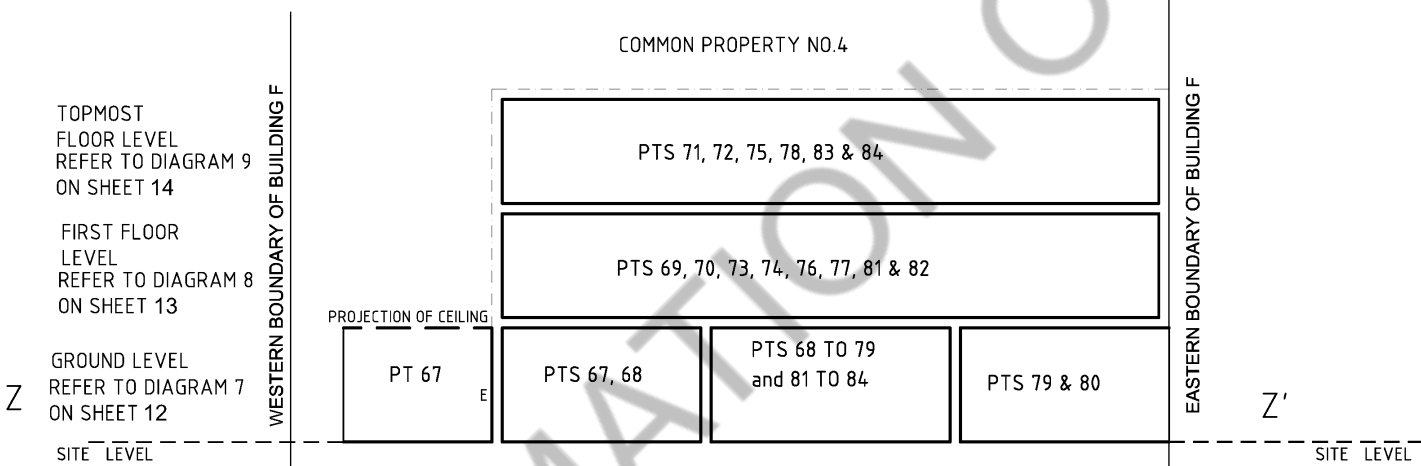 COMMON PROPERTY NO.4
TOPMOST
FLOOR LEVEL
REFER TO DIAGRAM 9
ON SHEET 14
WESTERN BOUNDARY OF BUILDING F
PTS 71, 72, 75, 78, 83 & 84
EASTERN BOUNDARY OF BUILDING F
FIRST FLOOR
LEVEL
REFER TO DIAGRAM 8
ON SHEET 13
PTS 69, 70, 73, 74, 76, 77, 81 & 82
PROJECTION OF CEILING
Z
GROUND LEVEL
REFER TO DIAGRAM 7
ON SHEET 12
PT 67
E
PTS 67, 68
PTS 68 TO 79
and 81 TO 84
PTS 79 & 80
Z'
SITE LEVEL
SITE LEVEL
MATION O